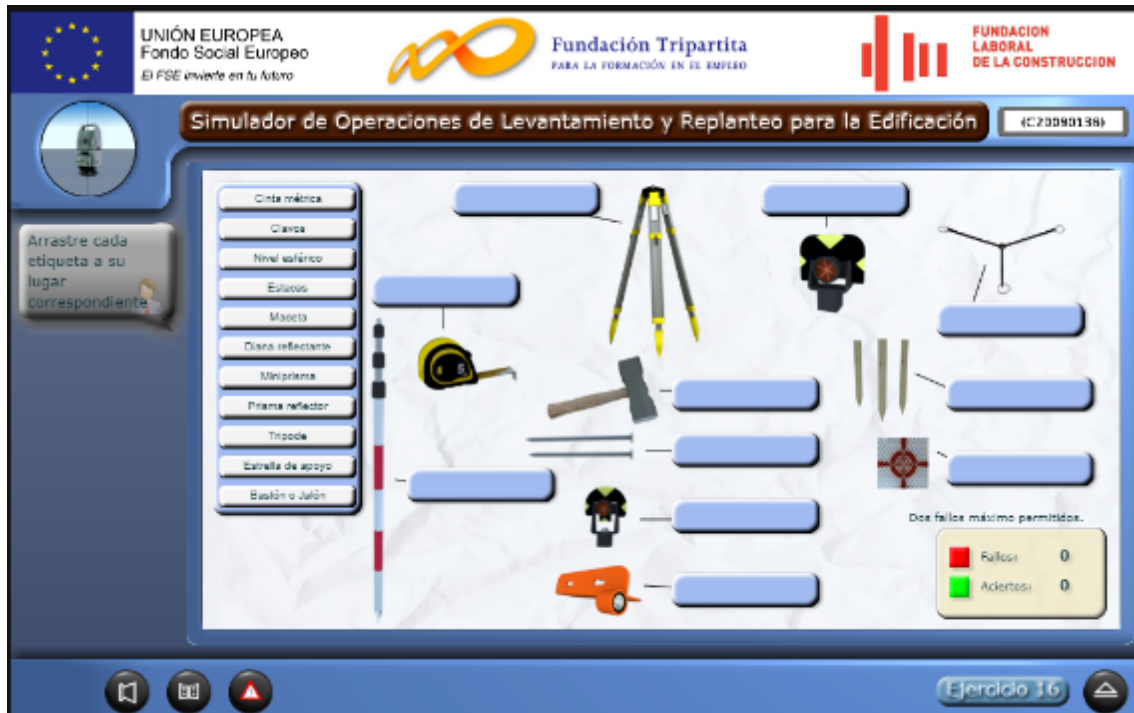 UNIÓN EUROPEA
Fondo Social Europeo
El FSE invierte en tu futuro
Fundación Tripartita
PARA LA FORMACIÓN EN EL EMPLEO
FUNDACION
LABORAL
DE LA CONSTRUCCION
Simulador de Operaciones de Levantamiento y Replanteo para la Edificación
(C20090136)
Arrastre cada
etiqueta a su
lugar
correspondiente
Cinta métrica
Clavos
Nivel esférico
Estacas
Maceta
Diana reflectante
Miniprisma
Prisma reflector
Trípode
Estrella de apoyo
Bastón o Jalón
5
Dos fallos máximo permitidos.
Fallos: 0
Aciertos: 0
Ejercicio 16